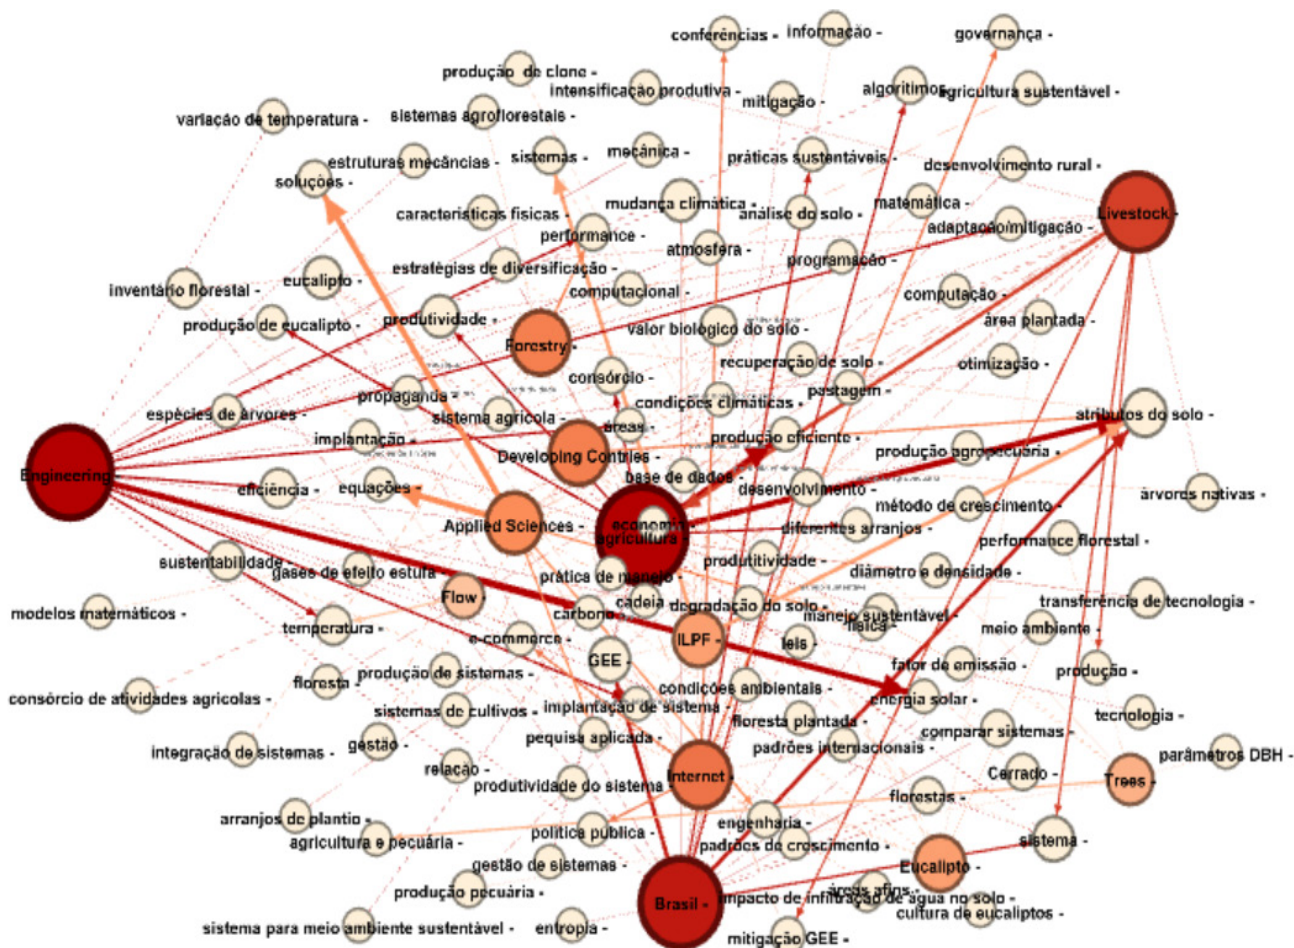 conferências -
informação -
governança -
produção de clone -
intensificação produtiva -
mitigação -
algoritimos
agricultura sustentável -
variação de temperatura -
sistemas agroflorestais -
estruturas mecâncias -
sistemas -
mecânica -
práticas sustentáveis -
desenvolvimento rural -
soluções -
características físicas -
mudança climática -
análise do solo -
matemática -
Livestock -
performance -
atmosfera -
adaptação/mitigação -
programação -
estratégias de diversificação -
eucalipto -
inventário florestal -
computacional -
computação -
produção de eucalipto -
produtividade -
valor biológico do solo -
área plantada -
Forestry -
recuperação de solo -
otimização -
consórcio -
pastagem -
propaganda -
condições climáticas -
espécies de árvores -
sistema agrícola -
áreas -
atributos do solo -
implantação -
produção eficiente -
Developing Contries -
produção agropecuária -
Engineering
base de dados -
eficiência -
equações -
desenvolvimento -
árvores nativas -
método de crescimento -
Applied Sciences -
economia -
agricultura -
diferentes arranjos -
performance florestal -
sustentabilidade -
gases de efeito estufa
prática de manejo -
produtitividade -
diâmetro e densidade -
Flow -
cadeia -
degradação do solo -
transferência de tecnologia -
modelos matemáticos -
carbono -
manejo sustentável -
física -
temperatura -
e-commerce -
ILPF -
leis -
meio ambiente -
GEE -
fator de emissão -
produção -
produção de sistemas -
floresta -
condições ambientais -
consórcio de atividades agrícolas -
energia solar -
sistemas de cultivos -
implantação de sistema -
floresta plantada -
tecnologia -
comparar sistemas -
integração de sistemas -
gestão -
pequisa aplicada -
padrões internacionais -
parâmetros DBH -
relação -
produtividade do sistema -
Internet -
Cerrado -
Trees -
florestas -
arranjos de plantio -
agricultura e pecuária -
política pública -
engenharia -
padrões de crescimento -
sistema -
gestão de sistemas -
Eucalipto -
produção pecuária -
Brasil -
áreas afins -
impacto de infiltração de água no solo -
cultura de eucaliptos -
sistema para meio ambiente sustentável -
entropia -
mitigação GEE -